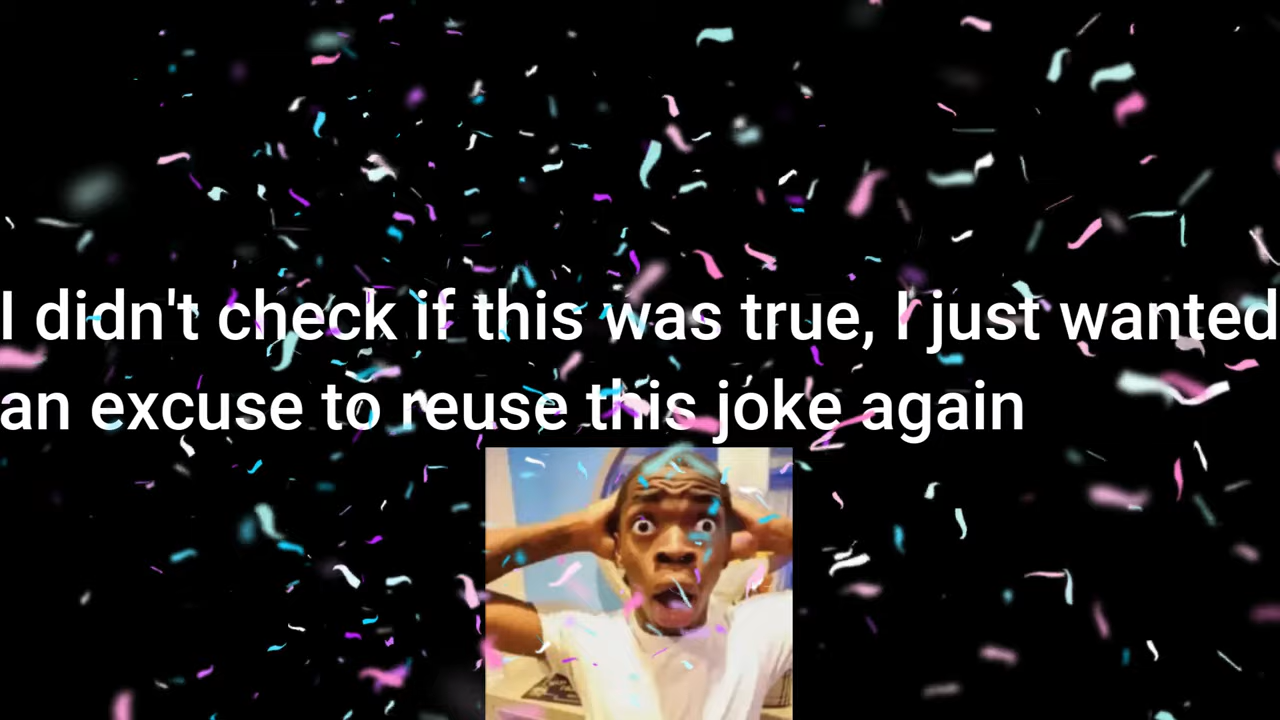 I didn't check if this was true, I just wanted
an excuse to reuse this joke again